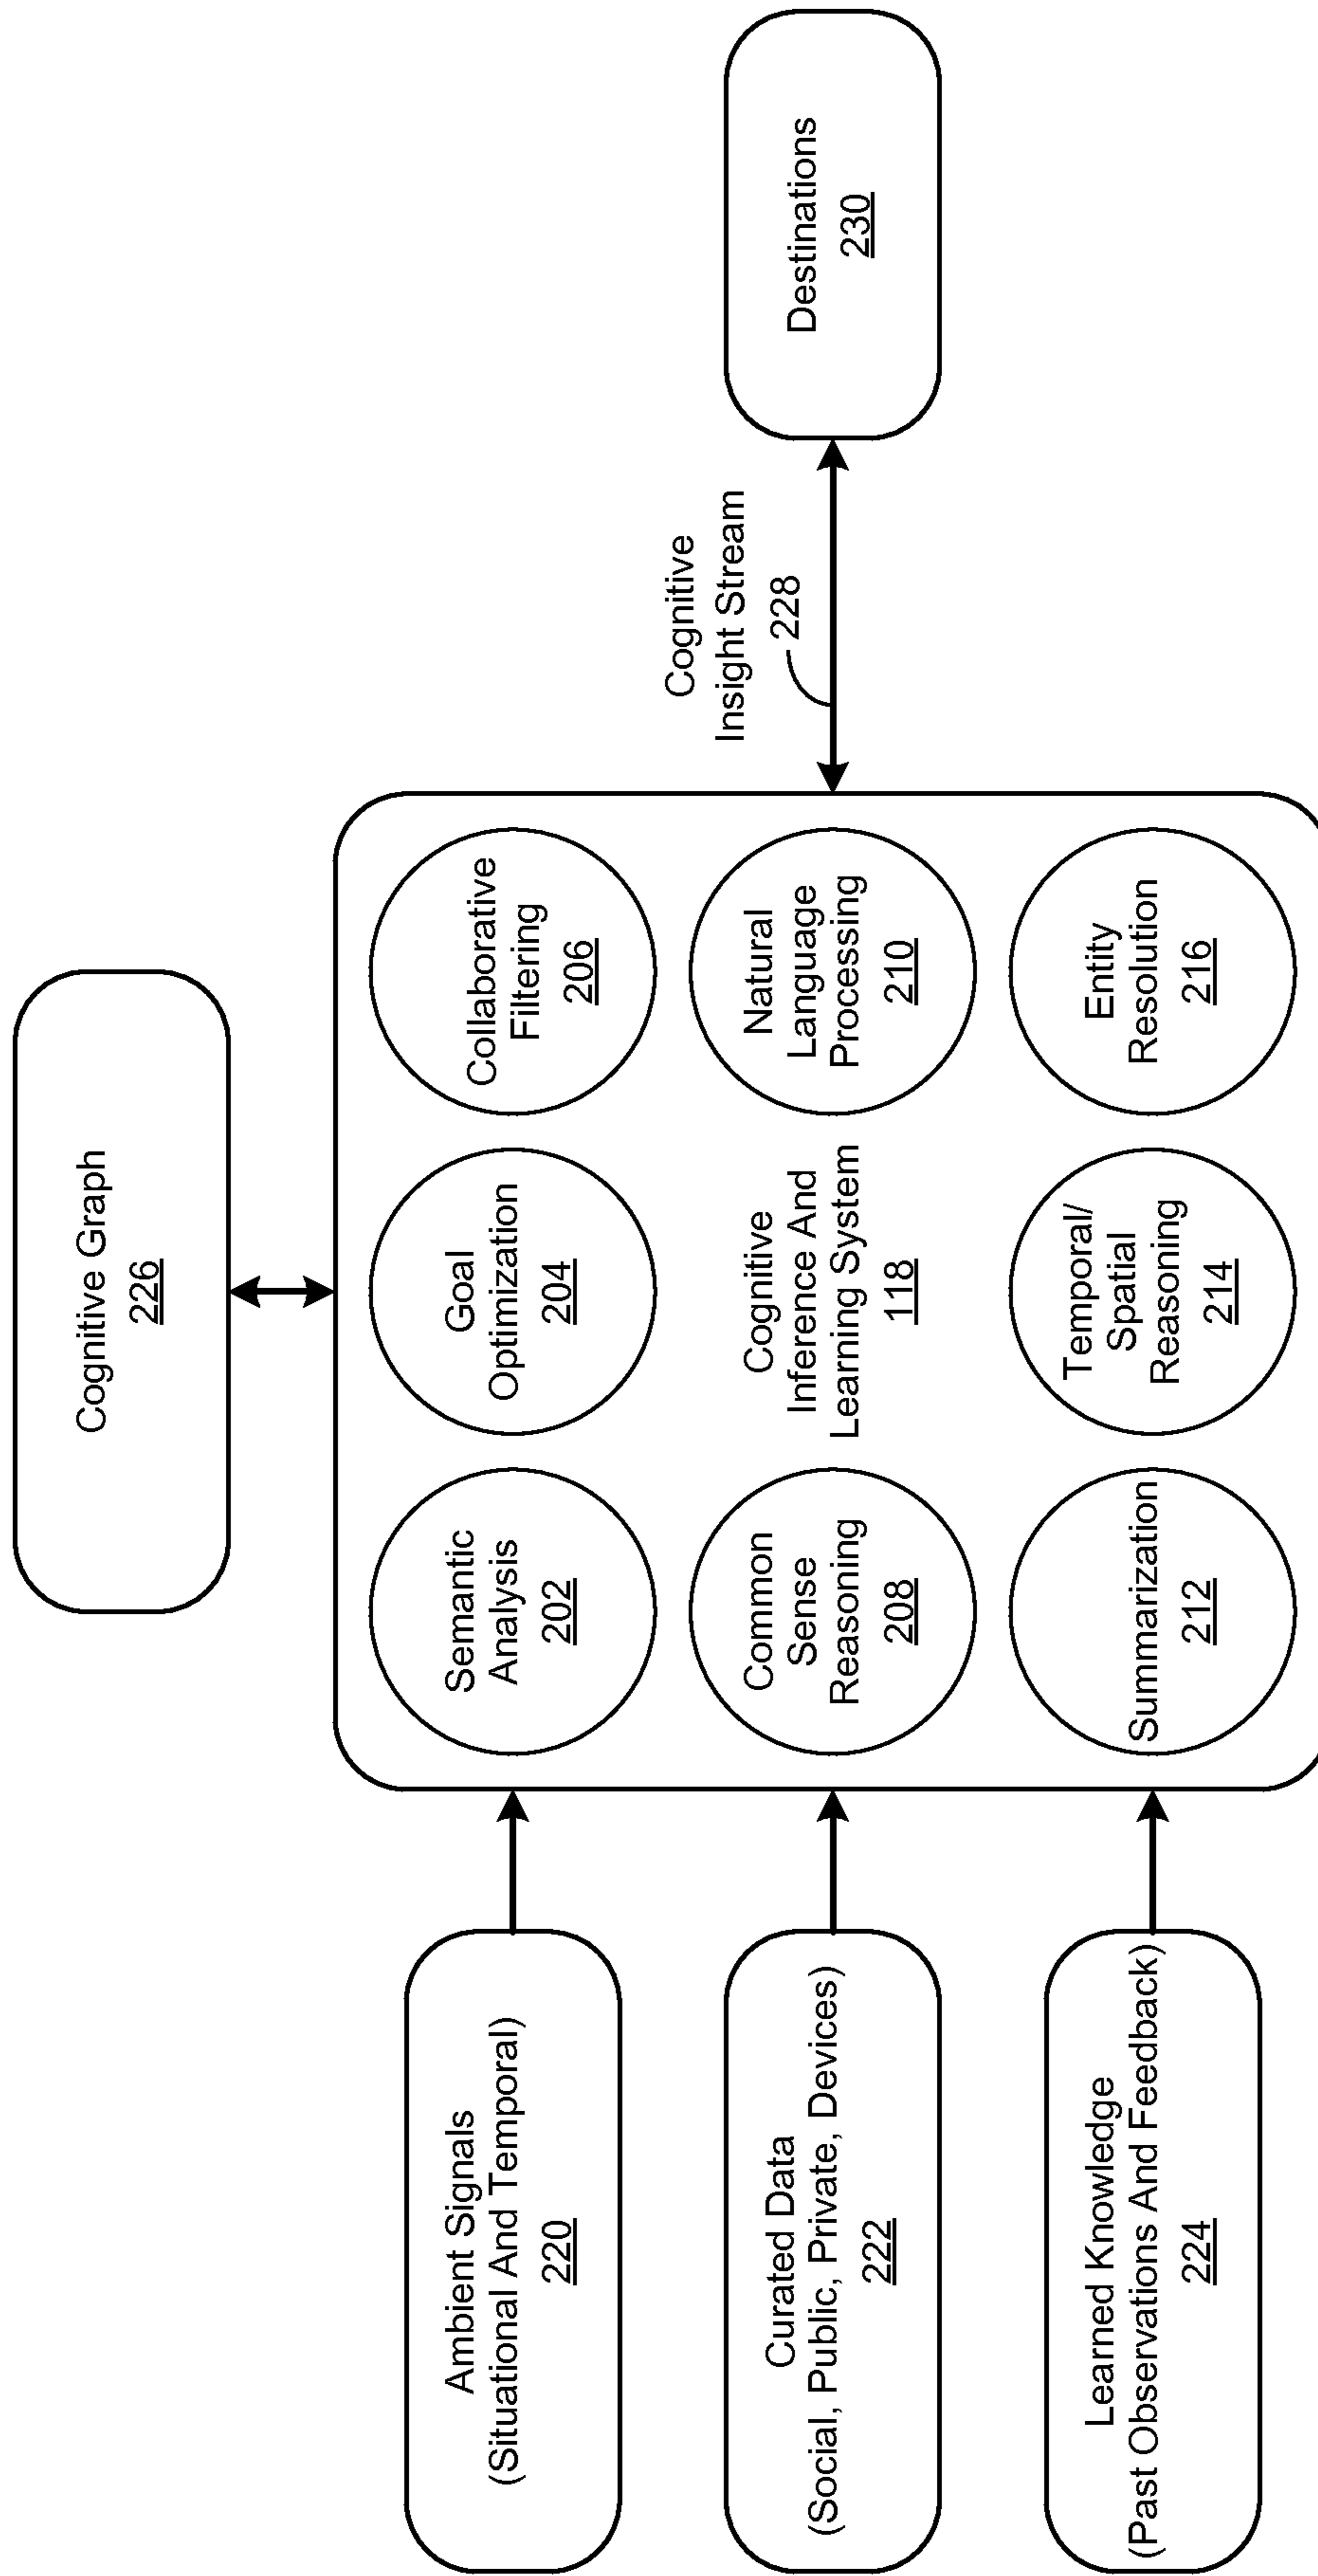 Cognitive Graph
226
Ambient Signals
(Situational And Temporal)
220
Curated Data
(Social, Public, Private, Devices)
222
Learned Knowledge
(Past Observations And Feedback)
224
Semantic
Analysis
202
Goal
Optimization
204
Collaborative
Filtering
206
Common
Sense
Reasoning
208
Cognitive
Inference And
Learning System
118
Natural
Language
Processing
210
Summarization
212
Temporal/
Spatial
Reasoning
214
Entity
Resolution
216
Cognitive
Insight Stream
228
Destinations
230